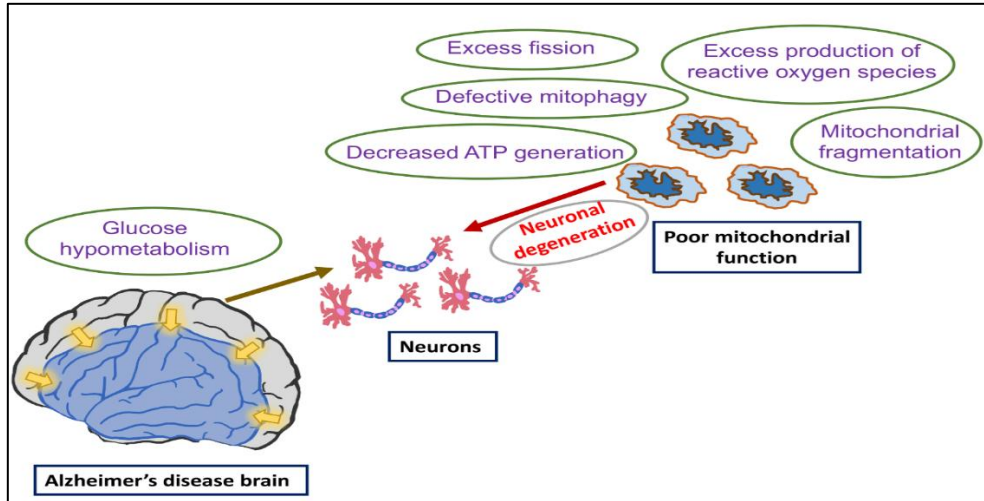 Excess fission
Excess production of
reactive oxygen species
Defective mitophagy
Mitochondrial
fragmentation
Decreased ATP generation
Neuronal
degeneration
Glucose
hypometabolism
Poor mitochondrial
function
Neurons
Alzheimer’s disease brain